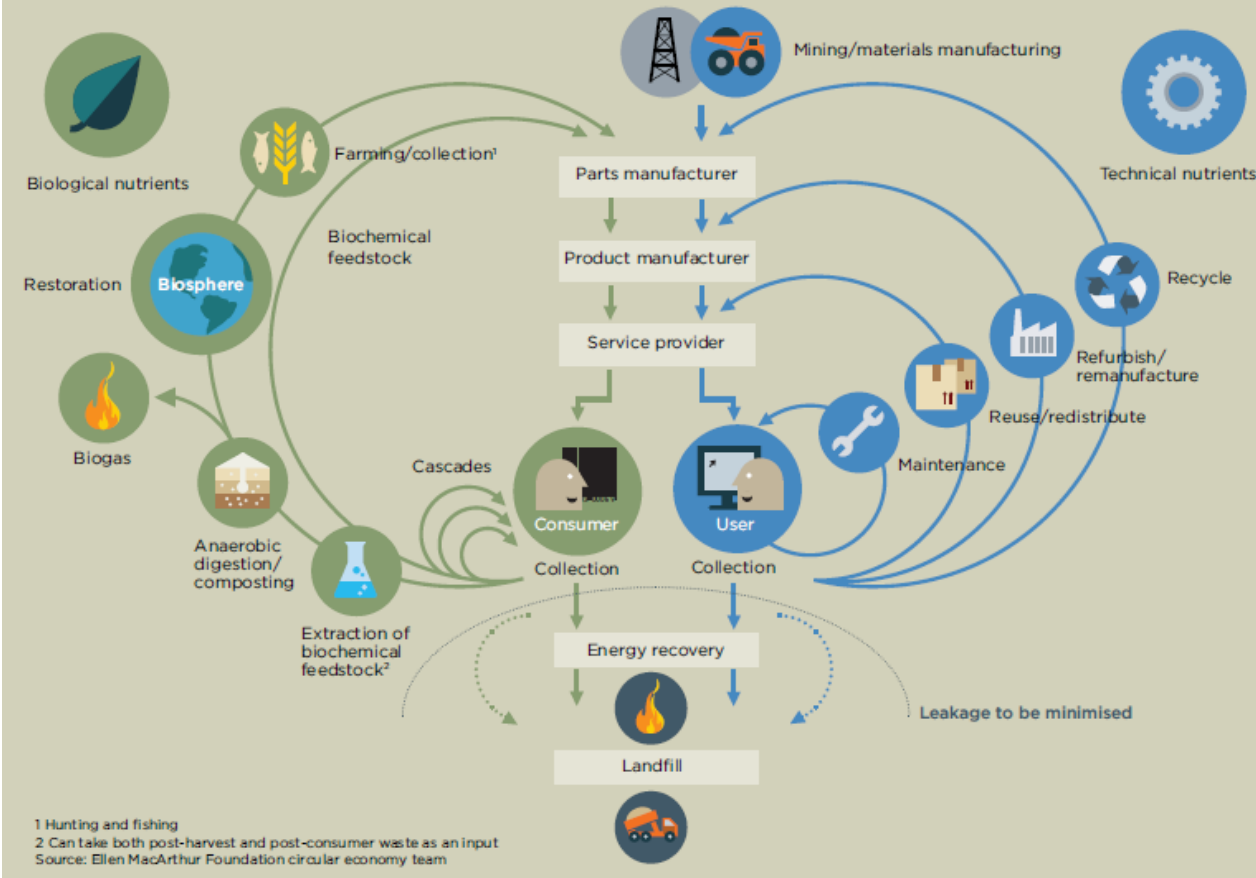 Mining/materials manufacturing
Biological nutrients
Technical nutrients
Farming/collection¹
Parts manufacturer
Biochemical
feedstock
Product manufacturer
Restoration
Biosphere
Recycle
Service provider
Refurbish/
remanufacture
Reuse/redistribute
Biogas
Cascades
Maintenance
Consumer
User
Anaerobic
digestion/
composting
Collection
Collection
Extraction of
biochemical
feedstock²
Energy recovery
Leakage to be minimised
Landfill
1 Hunting and fishing
2 Can take both post-harvest and post-consumer waste as an input
Source: Ellen MacArthur Foundation circular economy team